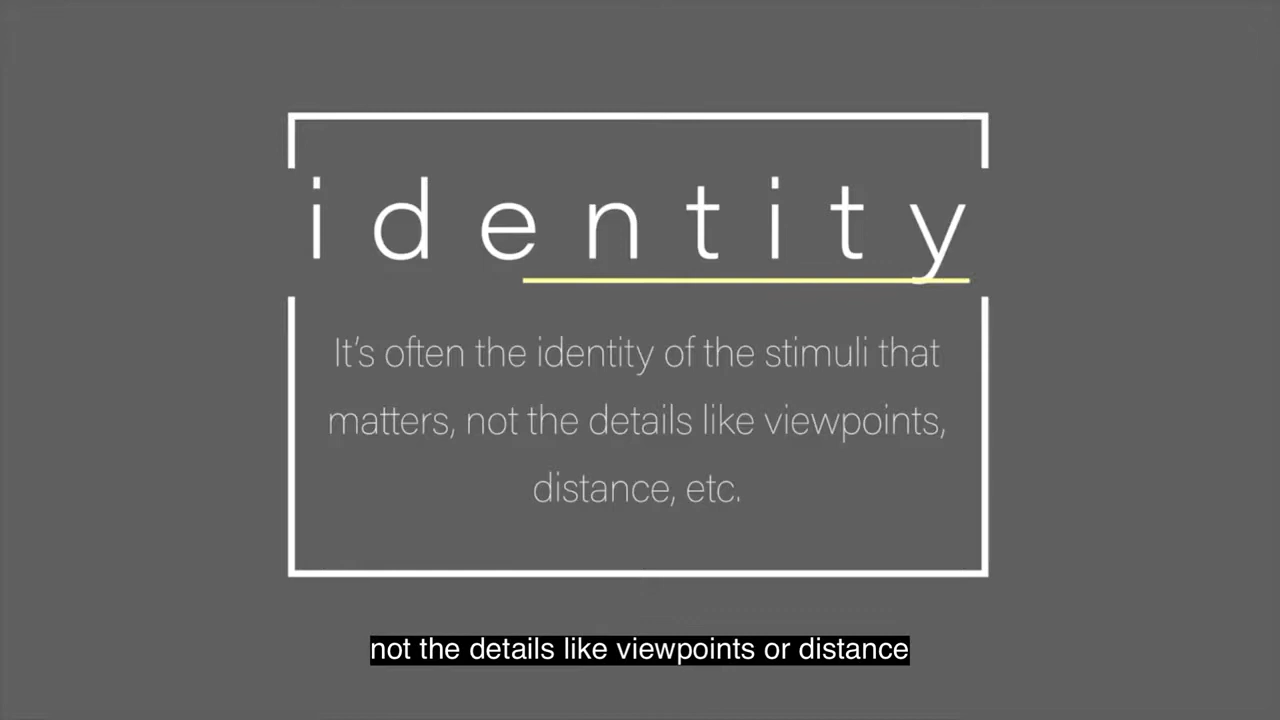 identity
It's often the identity of the stimuli that
matters, not the details like viewpoints,
distance, etc.
not the details like viewpoints or distance